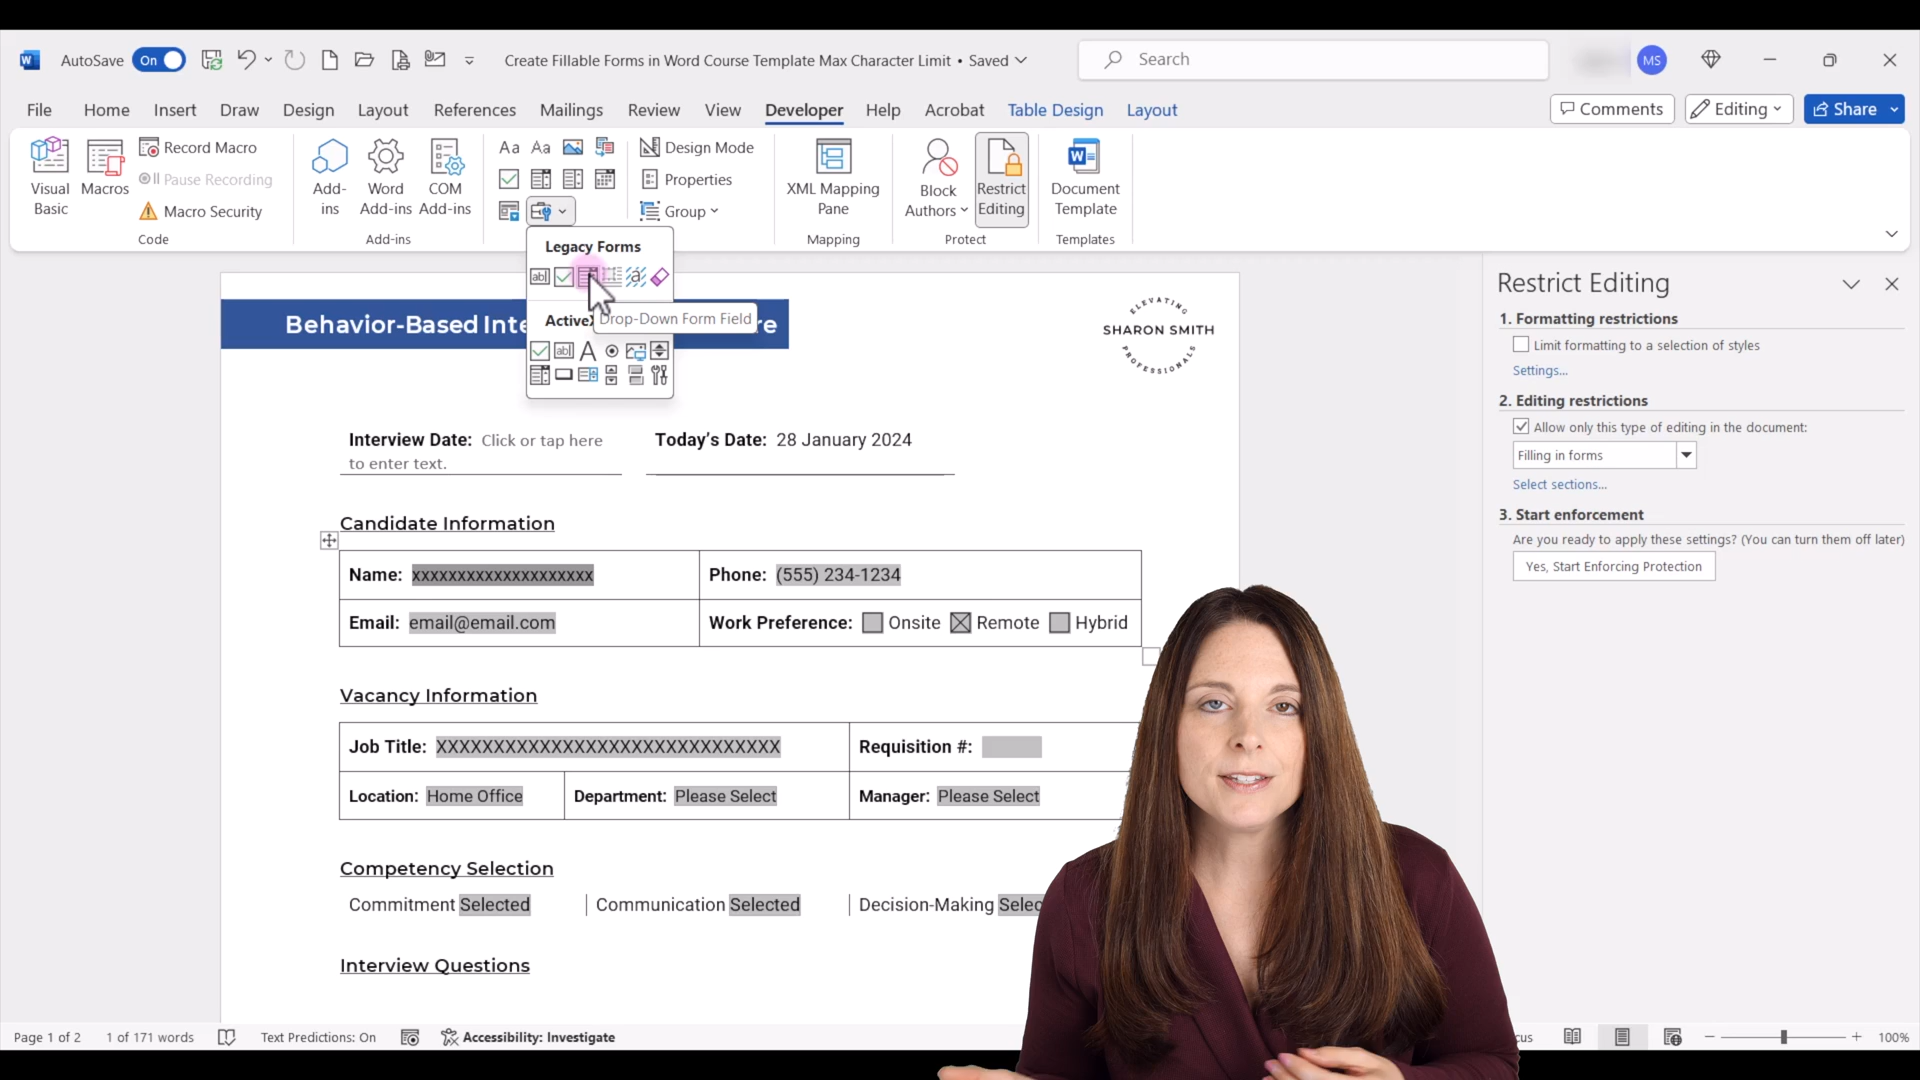 AutoSave On Create Fillable Forms in Word Course Template Max Character Limit • Saved Search MS
File Home Insert Draw Design Layout References Mailings Review View Developer Help Acrobat Table Design Layout Comments Editing Share
Visual Basic
Macros
Record Macro
Pause Recording
Macro Security
Code
Add-ins
Word Add-ins
COM Add-ins
Add-ins
Aa Aa
Design Mode
Properties
Group
XML Mapping Pane
Mapping
Block Authors
Restrict Editing
Protect
Document Template
Templates
Legacy Forms
Drop-Down Form Field
Behavior-Based
ELEVATING
SHARON SMITH
PROFESSIONALS
Interview Date: Click or tap here
to enter text.
Today's Date: 28 January 2024
Candidate Information
Name: xxxxxxxxxxxxxxxxxxxx Phone: (555) 234-1234
Email: email@email.com Work Preference: Onsite Remote Hybrid
Vacancy Information
Job Title: XXXXXXXXXXXXXXXXXXXXXXXXXXXXXX Requisition #:
Location: Home Office Department: Please Select Manager: Please Select
Competency Selection
Commitment Selected Communication Selected Decision-Making
Interview Questions
Restrict Editing
1. Formatting restrictions
Limit formatting to a selection of styles
Settings...
2. Editing restrictions
Allow only this type of editing in the document:
Filling in forms
Select sections...
3. Start enforcement
Are you ready to apply these settings? (You can turn them off later)
Yes, Start Enforcing Protection
Page 1 of 2 1 of 171 words Text Predictions: On Accessibility: Investigate 100%